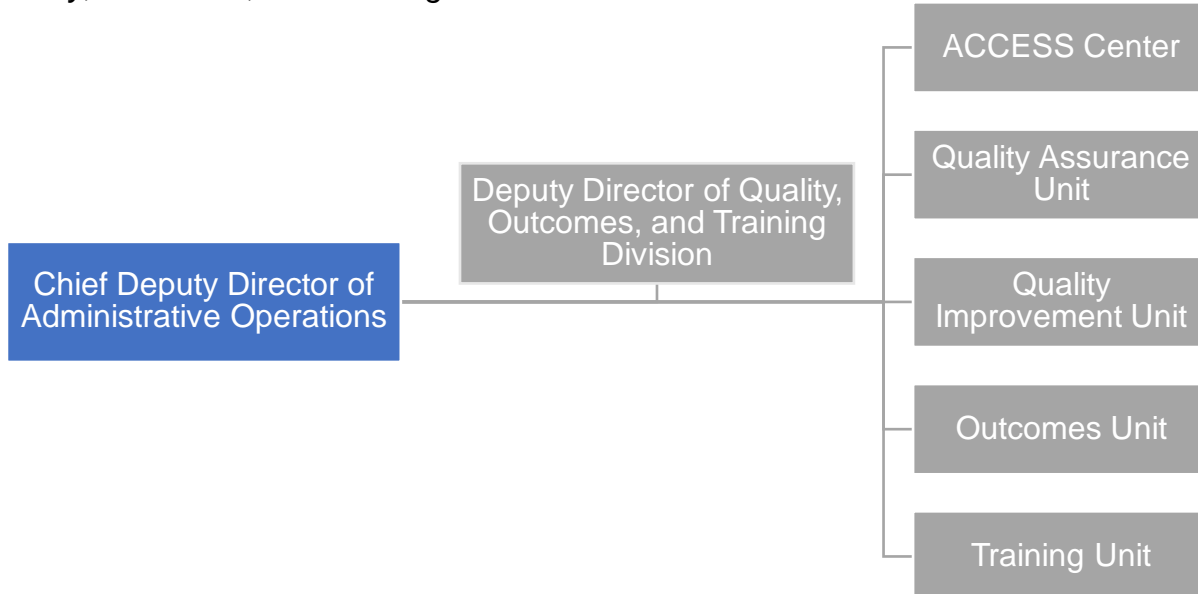 ACCESS Center
Quality Assurance
Unit
Deputy Director of Quality,
Outcomes, and Training
Division
Chief Deputy Director of
Administrative Operations
Quality
Improvement Unit
Outcomes Unit
Training Unit